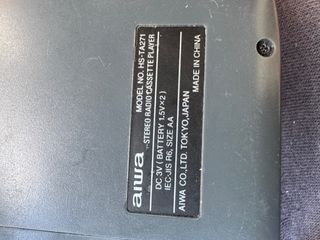 aiwa
MODEL NO. HS-TA271
STEREO RADIO CASSETTE PLAYER
DC 3V (BATTERY 1.5V×2)
IEC·JIS R6, SIZE AA
AIWA CO., LTD. TOKYO, JAPAN
MADE IN CHINA